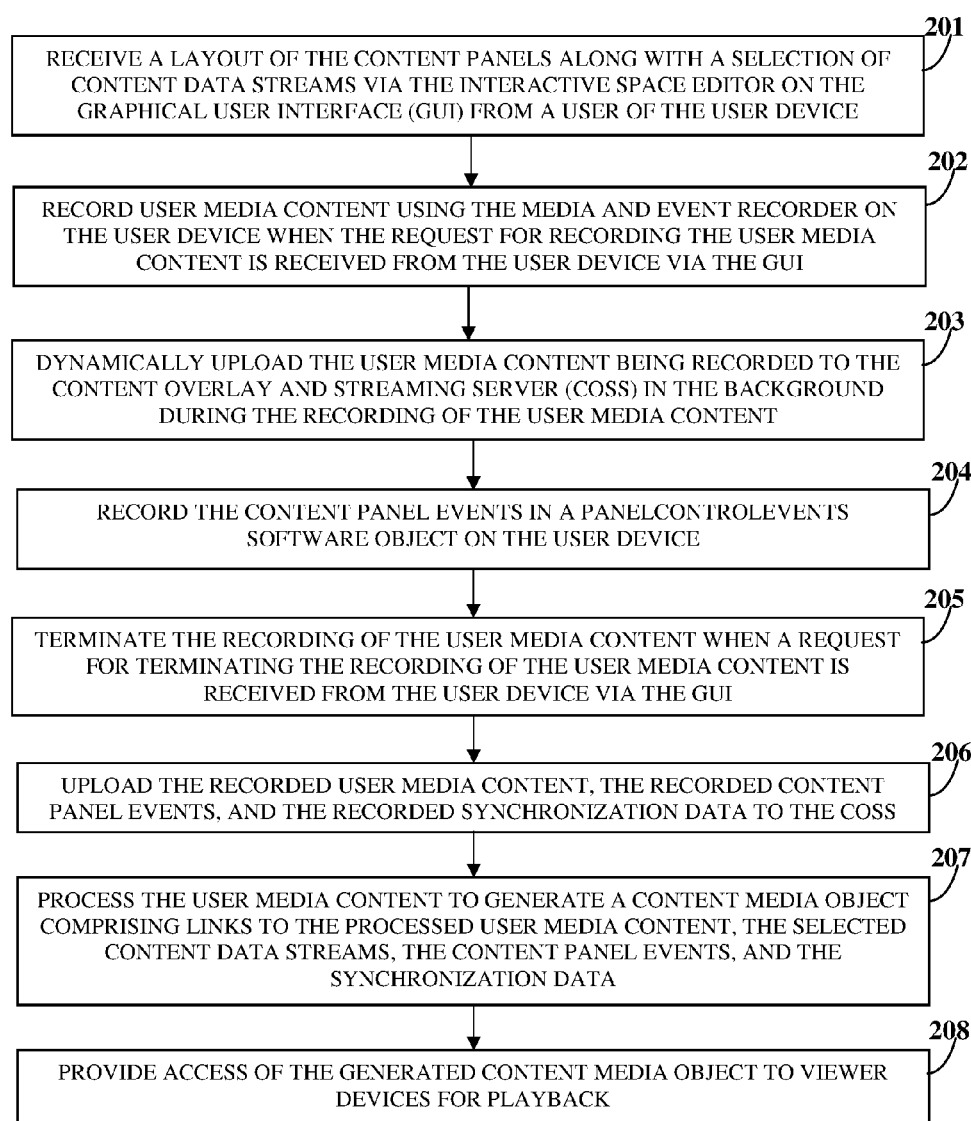 201
RECEIVE A LAYOUT OF THE CONTENT PANELS ALONG WITH A SELECTION OF
CONTENT DATA STREAMS VIA THE INTERACTIVE SPACE EDITOR ON THE
GRAPHICAL USER INTERFACE (GUI) FROM A USER OF THE USER DEVICE
202
RECORD USER MEDIA CONTENT USING THE MEDIA AND EVENT RECORDER ON
THE USER DEVICE WHEN THE REQUEST FOR RECORDING THE USER MEDIA
CONTENT IS RECEIVED FROM THE USER DEVICE VIA THE GUI
203
DYNAMICALLY UPLOAD THE USER MEDIA CONTENT BEING RECORDED TO THE
CONTENT OVERLAY AND STREAMING SERVER (COSS) IN THE BACKGROUND
DURING THE RECORDING OF THE USER MEDIA CONTENT
204
RECORD THE CONTENT PANEL EVENTS IN A PANELCONTROLEVENTS
SOFTWARE OBJECT ON THE USER DEVICE
205
TERMINATE THE RECORDING OF THE USER MEDIA CONTENT WHEN A REQUEST
FOR TERMINATING THE RECORDING OF THE USER MEDIA CONTENT IS
RECEIVED FROM THE USER DEVICE VIA THE GUI
206
UPLOAD THE RECORDED USER MEDIA CONTENT, THE RECORDED CONTENT
PANEL EVENTS, AND THE RECORDED SYNCHRONIZATION DATA TO THE COSS
207
PROCESS THE USER MEDIA CONTENT TO GENERATE A CONTENT MEDIA OBJECT
COMPRISING LINKS TO THE PROCESSED USER MEDIA CONTENT, THE SELECTED
CONTENT DATA STREAMS, THE CONTENT PANEL EVENTS, AND THE
SYNCHRONIZATION DATA
208
PROVIDE ACCESS OF THE GENERATED CONTENT MEDIA OBJECT TO VIEWER
DEVICES FOR PLAYBACK